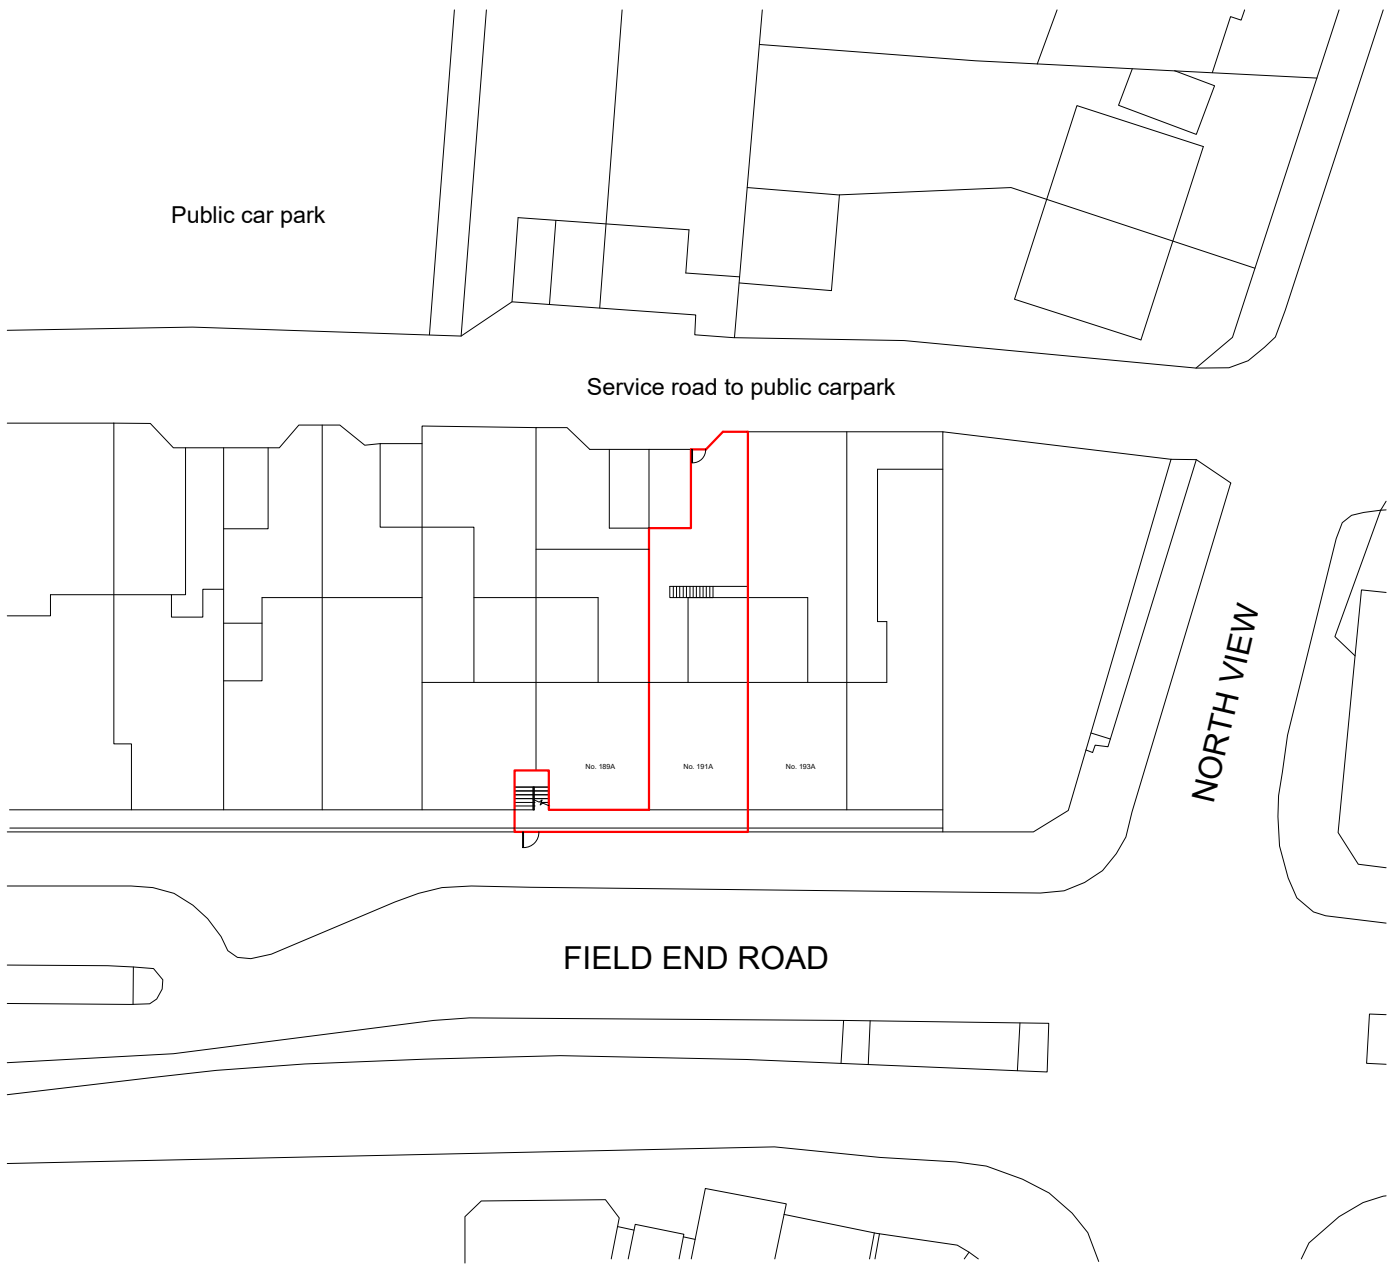 Public car park
Service road to public carpark
NORTH VIEW
No. 189A
No. 191A
No. 193A
FIELD END ROAD